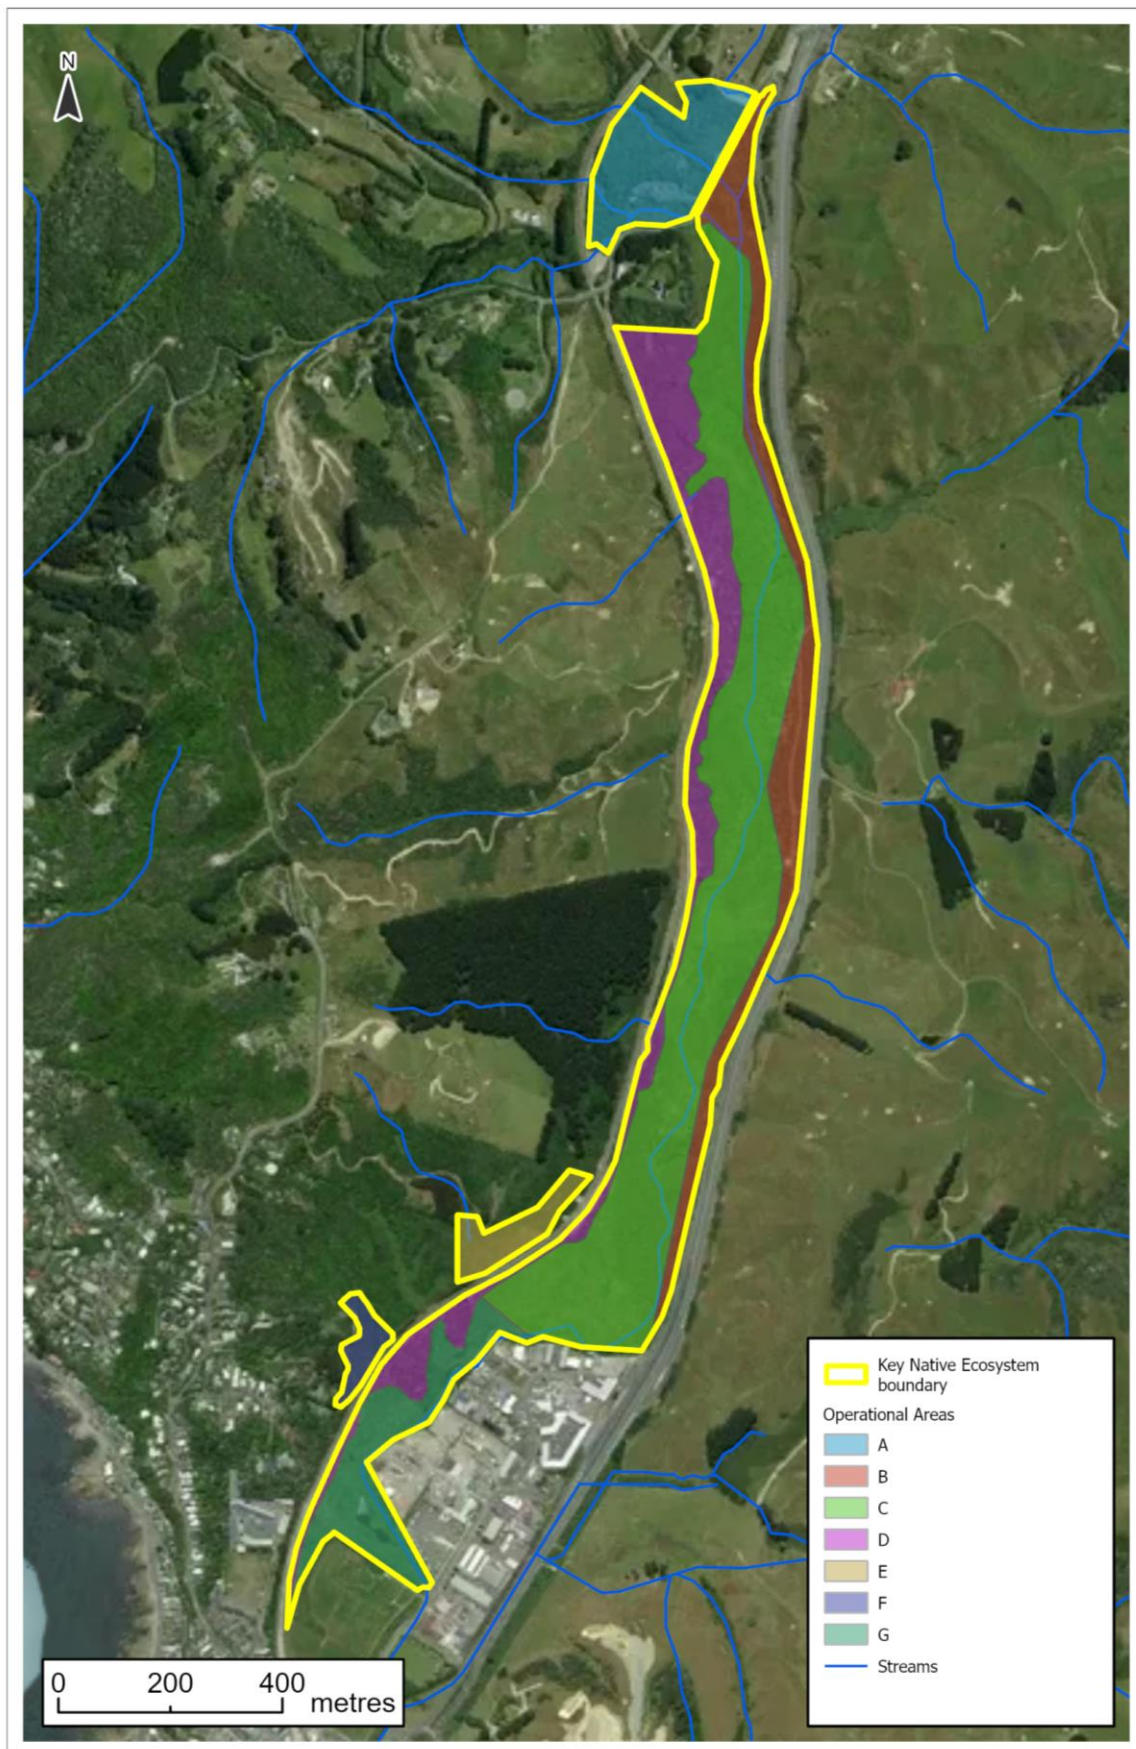 N
Key Native Ecosystem
boundary
Operational Areas
A
B
C
D
E
F
G
Streams
0 200 400
metres